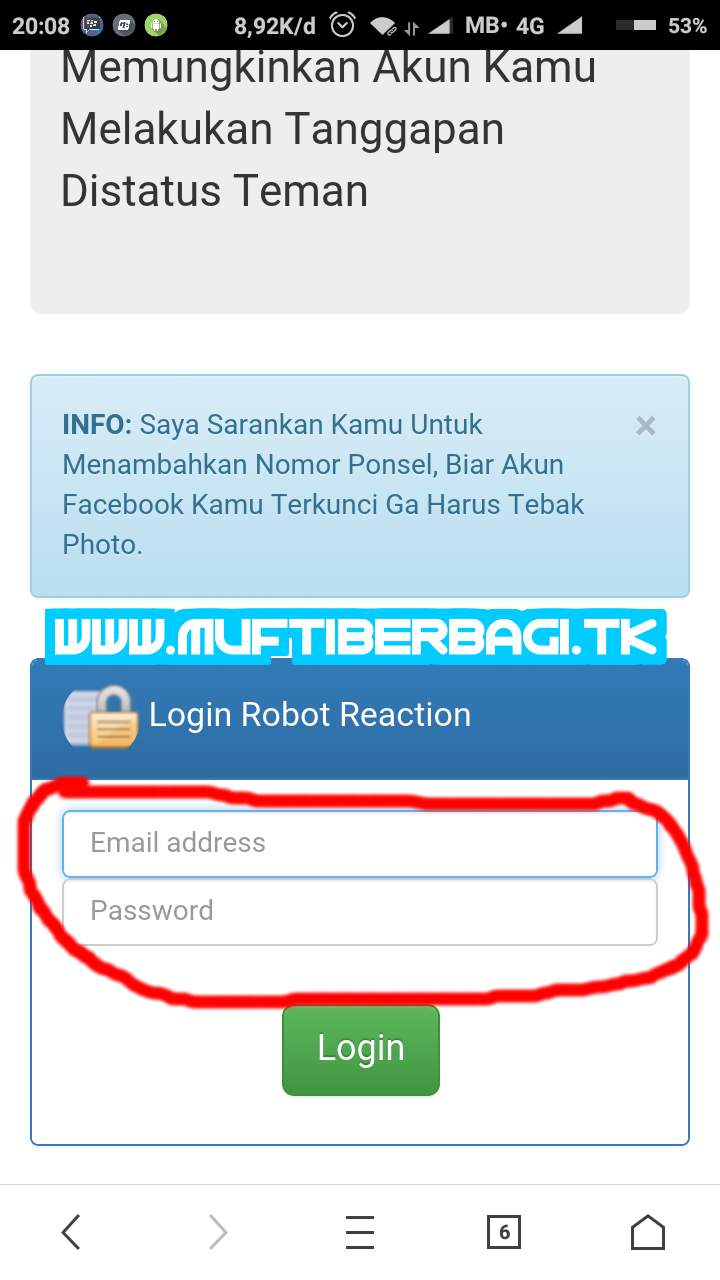 20:08 8,92K/d MB• 4G 53%
Memungkinkan Akun Kamu
Melakukan Tanggapan
Distatus Teman
INFO: Saya Sarankan Kamu Untuk
Menambahkan Nomor Ponsel, Biar Akun
Facebook Kamu Terkunci Ga Harus Tebak
Photo.
×
WWW.MUFTIBERBAGI.TK
Login Robot Reaction
Email address
Password
Login
6